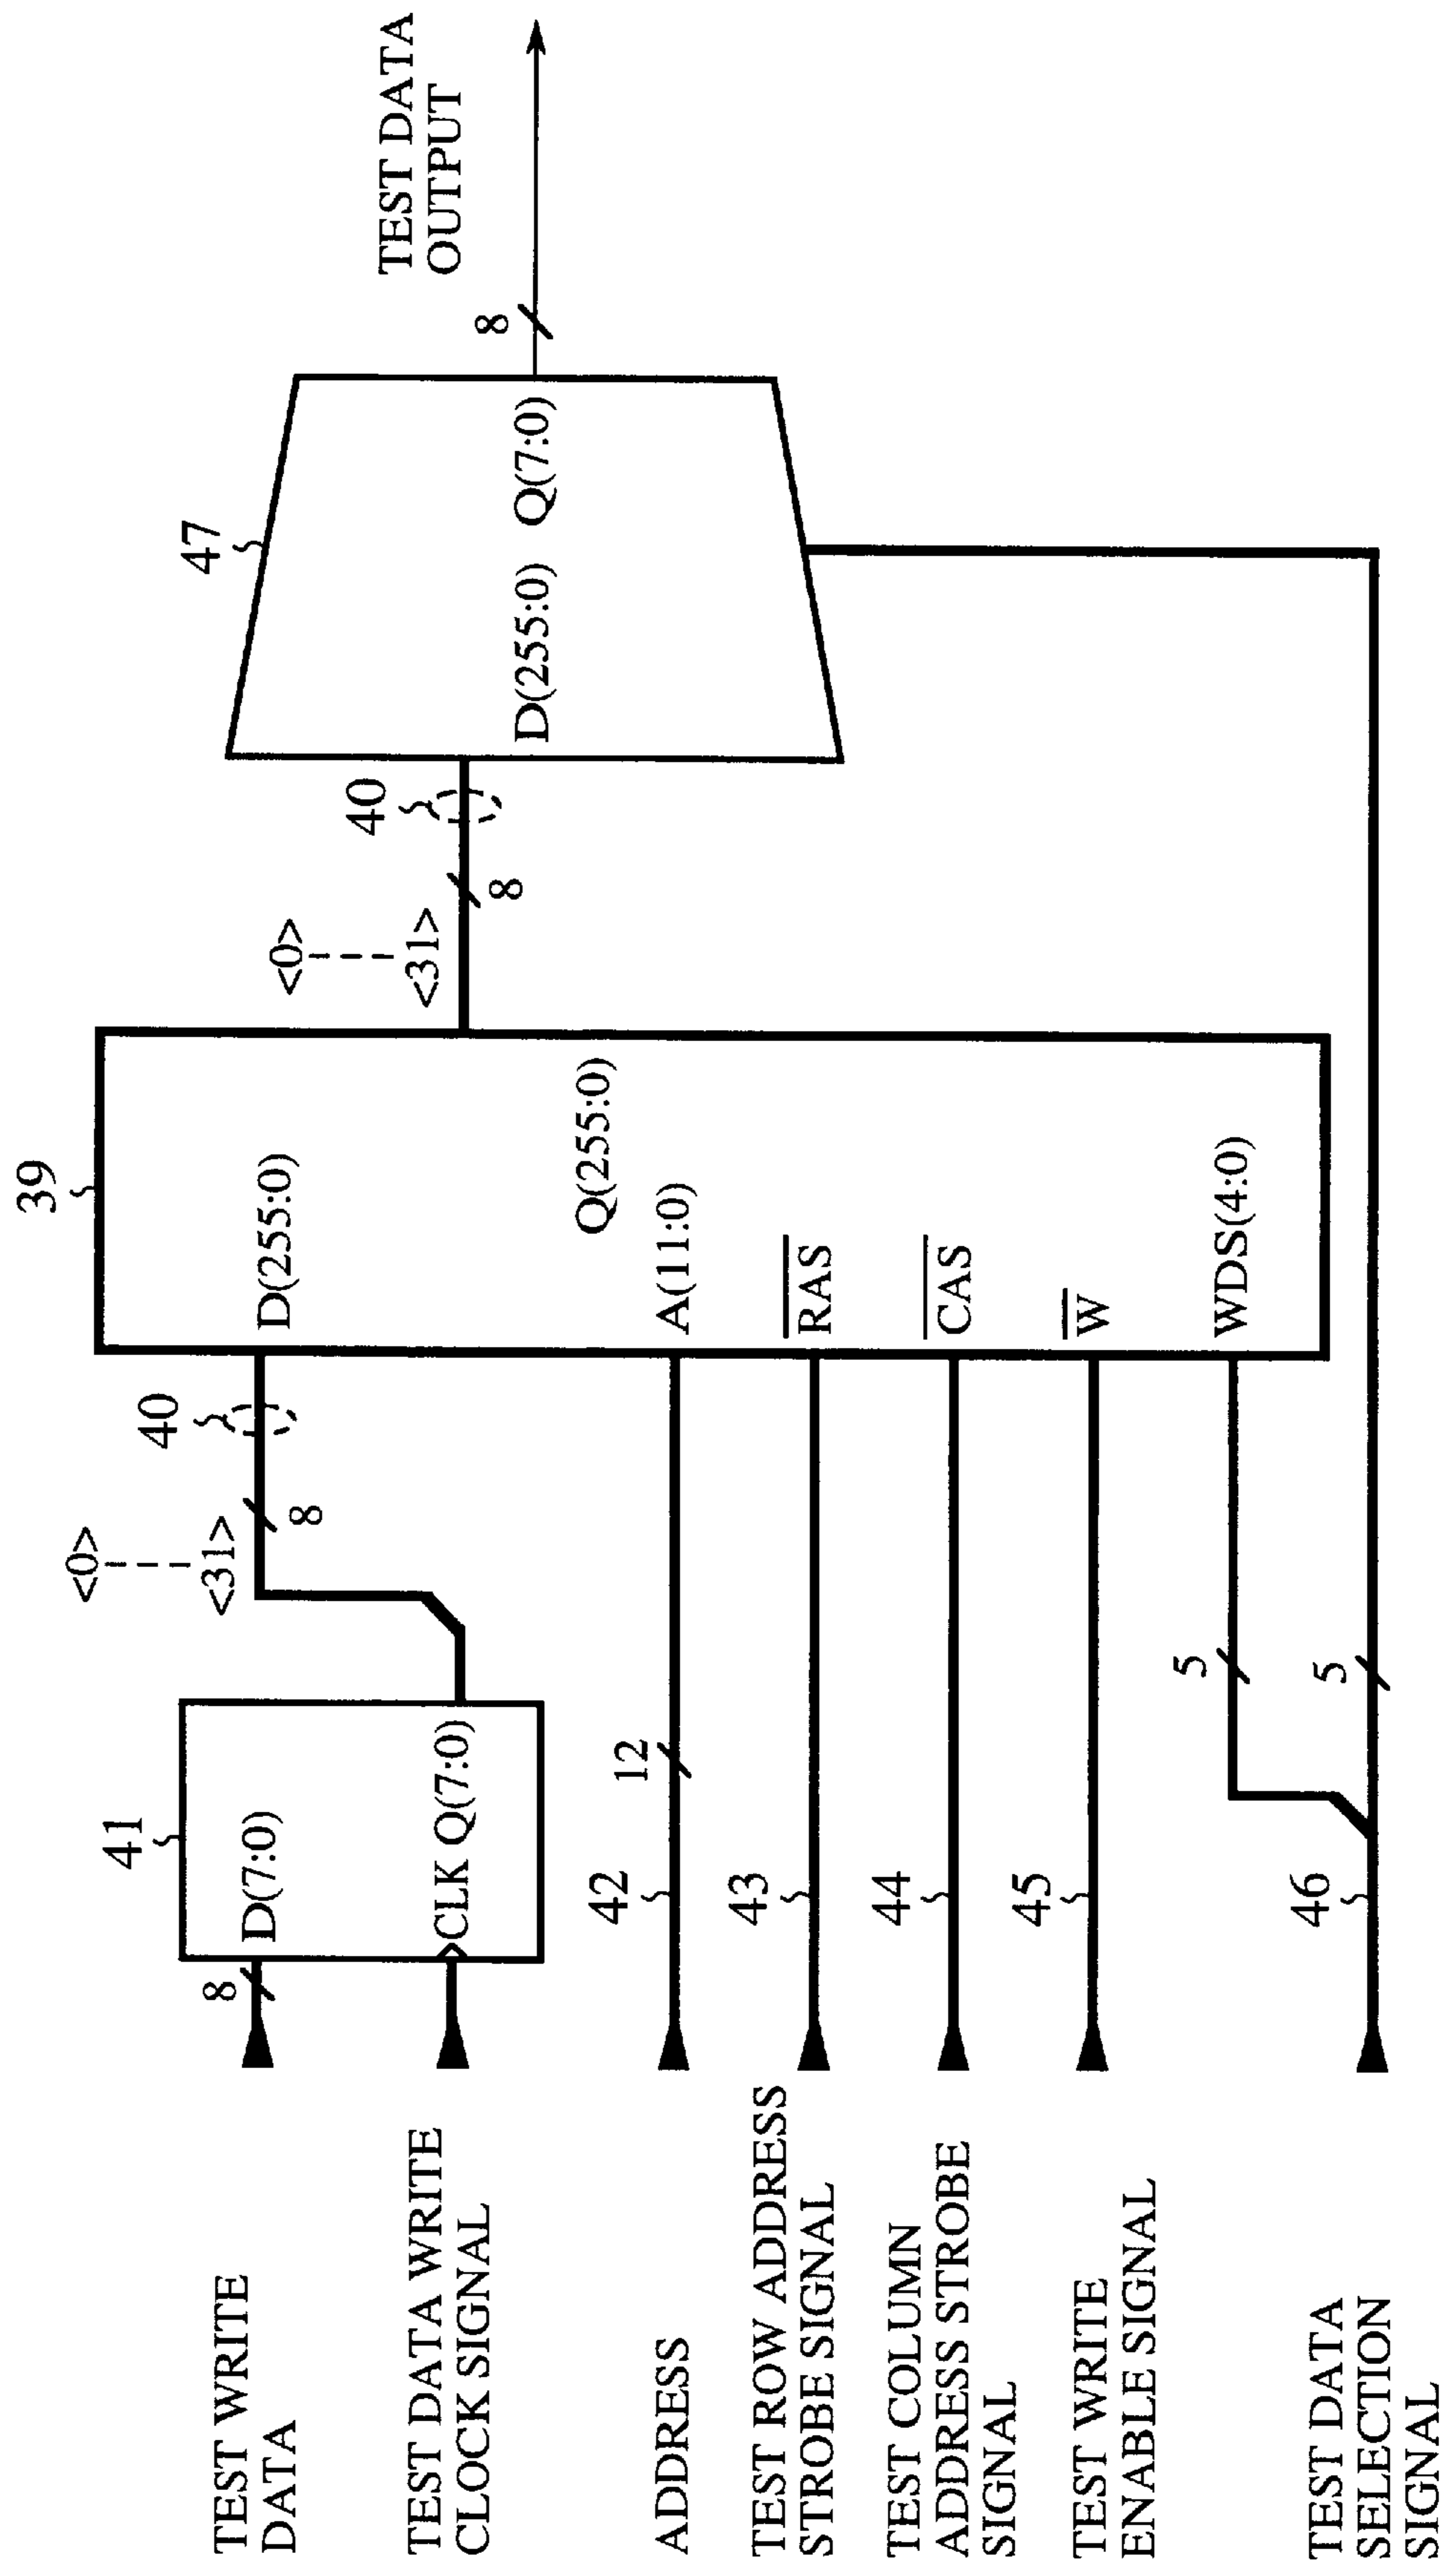 TEST WRITE
DATA
TEST DATA WRITE
CLOCK SIGNAL
ADDRESS
TEST ROW ADDRESS
STROBE SIGNAL
TEST COLUMN
ADDRESS STROBE
SIGNAL
TEST WRITE
ENABLE SIGNAL
TEST DATA
SELECTION
SIGNAL
8
41
D(7:0)
CLK Q(7:0)
42
12
43
44
45
46
5
5
<0>
<31>
8
40
39
D(255:0)
Q(255:0)
A(11:0)
R̅A̅S̅
C̅A̅S̅
W̅
WDS(4:0)
<0>
<31>
8
40
47
D(255:0) Q(7:0)
8
TEST DATA
OUTPUT